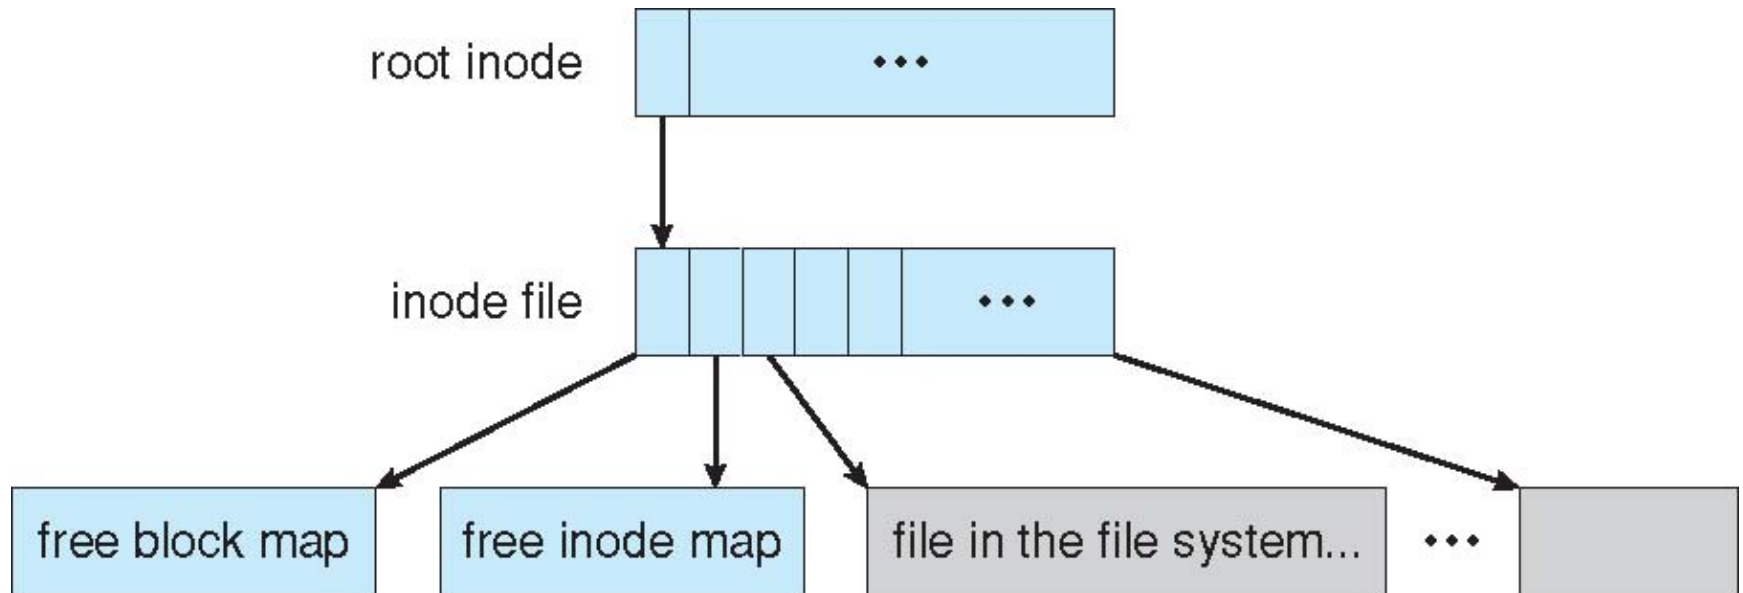 root inode
...
inode file
...
free block map
free inode map
file in the file system...
...